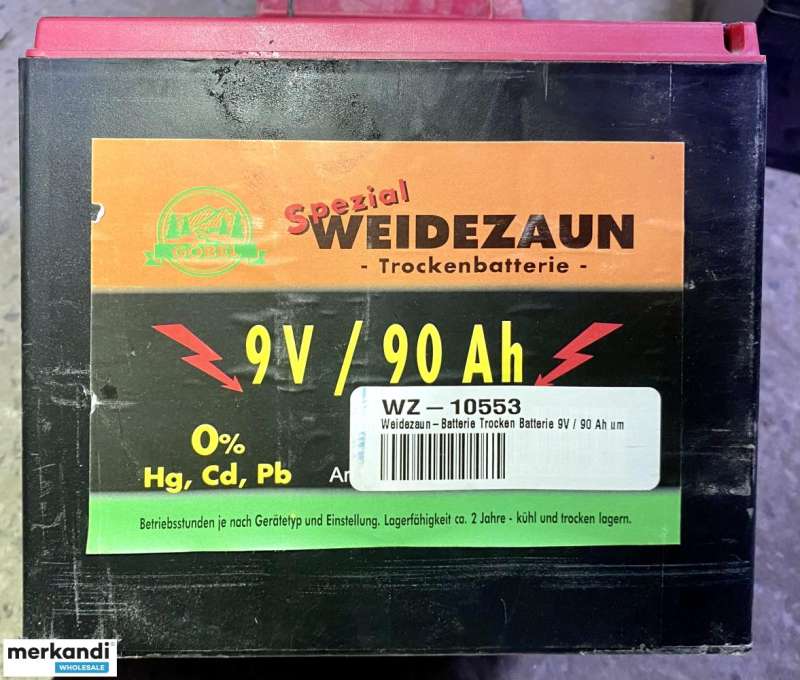 Spezial
WEIDEZAUN
- Trockenbatterie -
GÖBEL
9V / 90 Ah
WZ-10553
Weidezaun-Batterie Trocken Batterie 9V / 90 Ah um
0%
Hg, Cd, Pb
Betriebsstunden je nach Gerätetyp und Einstellung. Lagerfähigkeit ca. 2 Jahre - kühl und trocken lagern.
merkandi
WHOLESALE